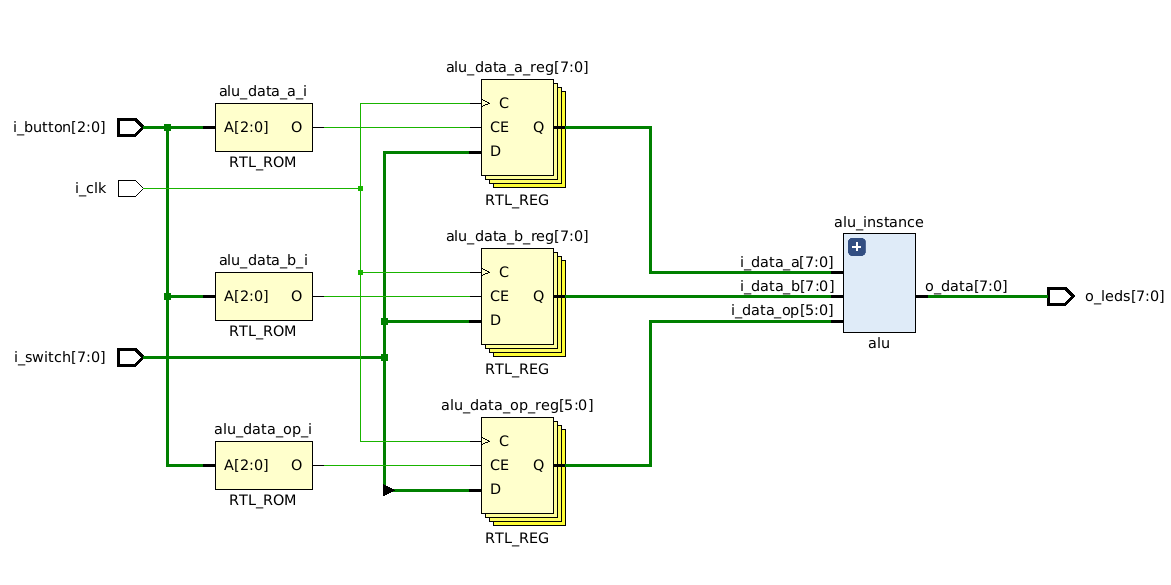 alu_data_a_reg[7:0]
alu_data_a_i
C
i_button[2:0]
A[2:0] O
CE Q
D
RTL_ROM
i_clk
RTL_REG
alu_data_b_reg[7:0]
alu_instance
alu_data_b_i
C
i_data_a[7:0]
A[2:0] O
CE Q
i_data_b[7:0]
o_data[7:0]
o_leds[7:0]
i_data_op[5:0]
D
RTL_ROM
alu
i_switch[7:0]
RTL_REG
alu_data_op_reg[5:0]
alu_data_op_i
C
A[2:0] O
CE Q
D
RTL_ROM
RTL_REG